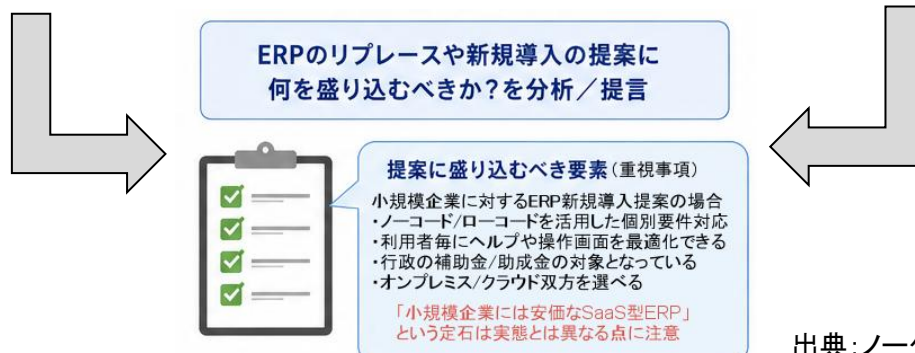 ERPのリプレースや新規導入の提案に
何を盛り込むべきか？を分析／提言
提案に盛り込むべき要素(重視事項)
小規模企業に対するERP新規導入提案の場合
・ノーコード/ローコードを活用した個別要件対応
・利用者毎にヘルプや操作画面を最適化できる
・行政の補助金/助成金の対象となっている
・オンプレミス/クラウド双方を選べる
「小規模企業には安価なSaaS型ERP」
という定石は実態とは異なる点に注意
出典：ノー